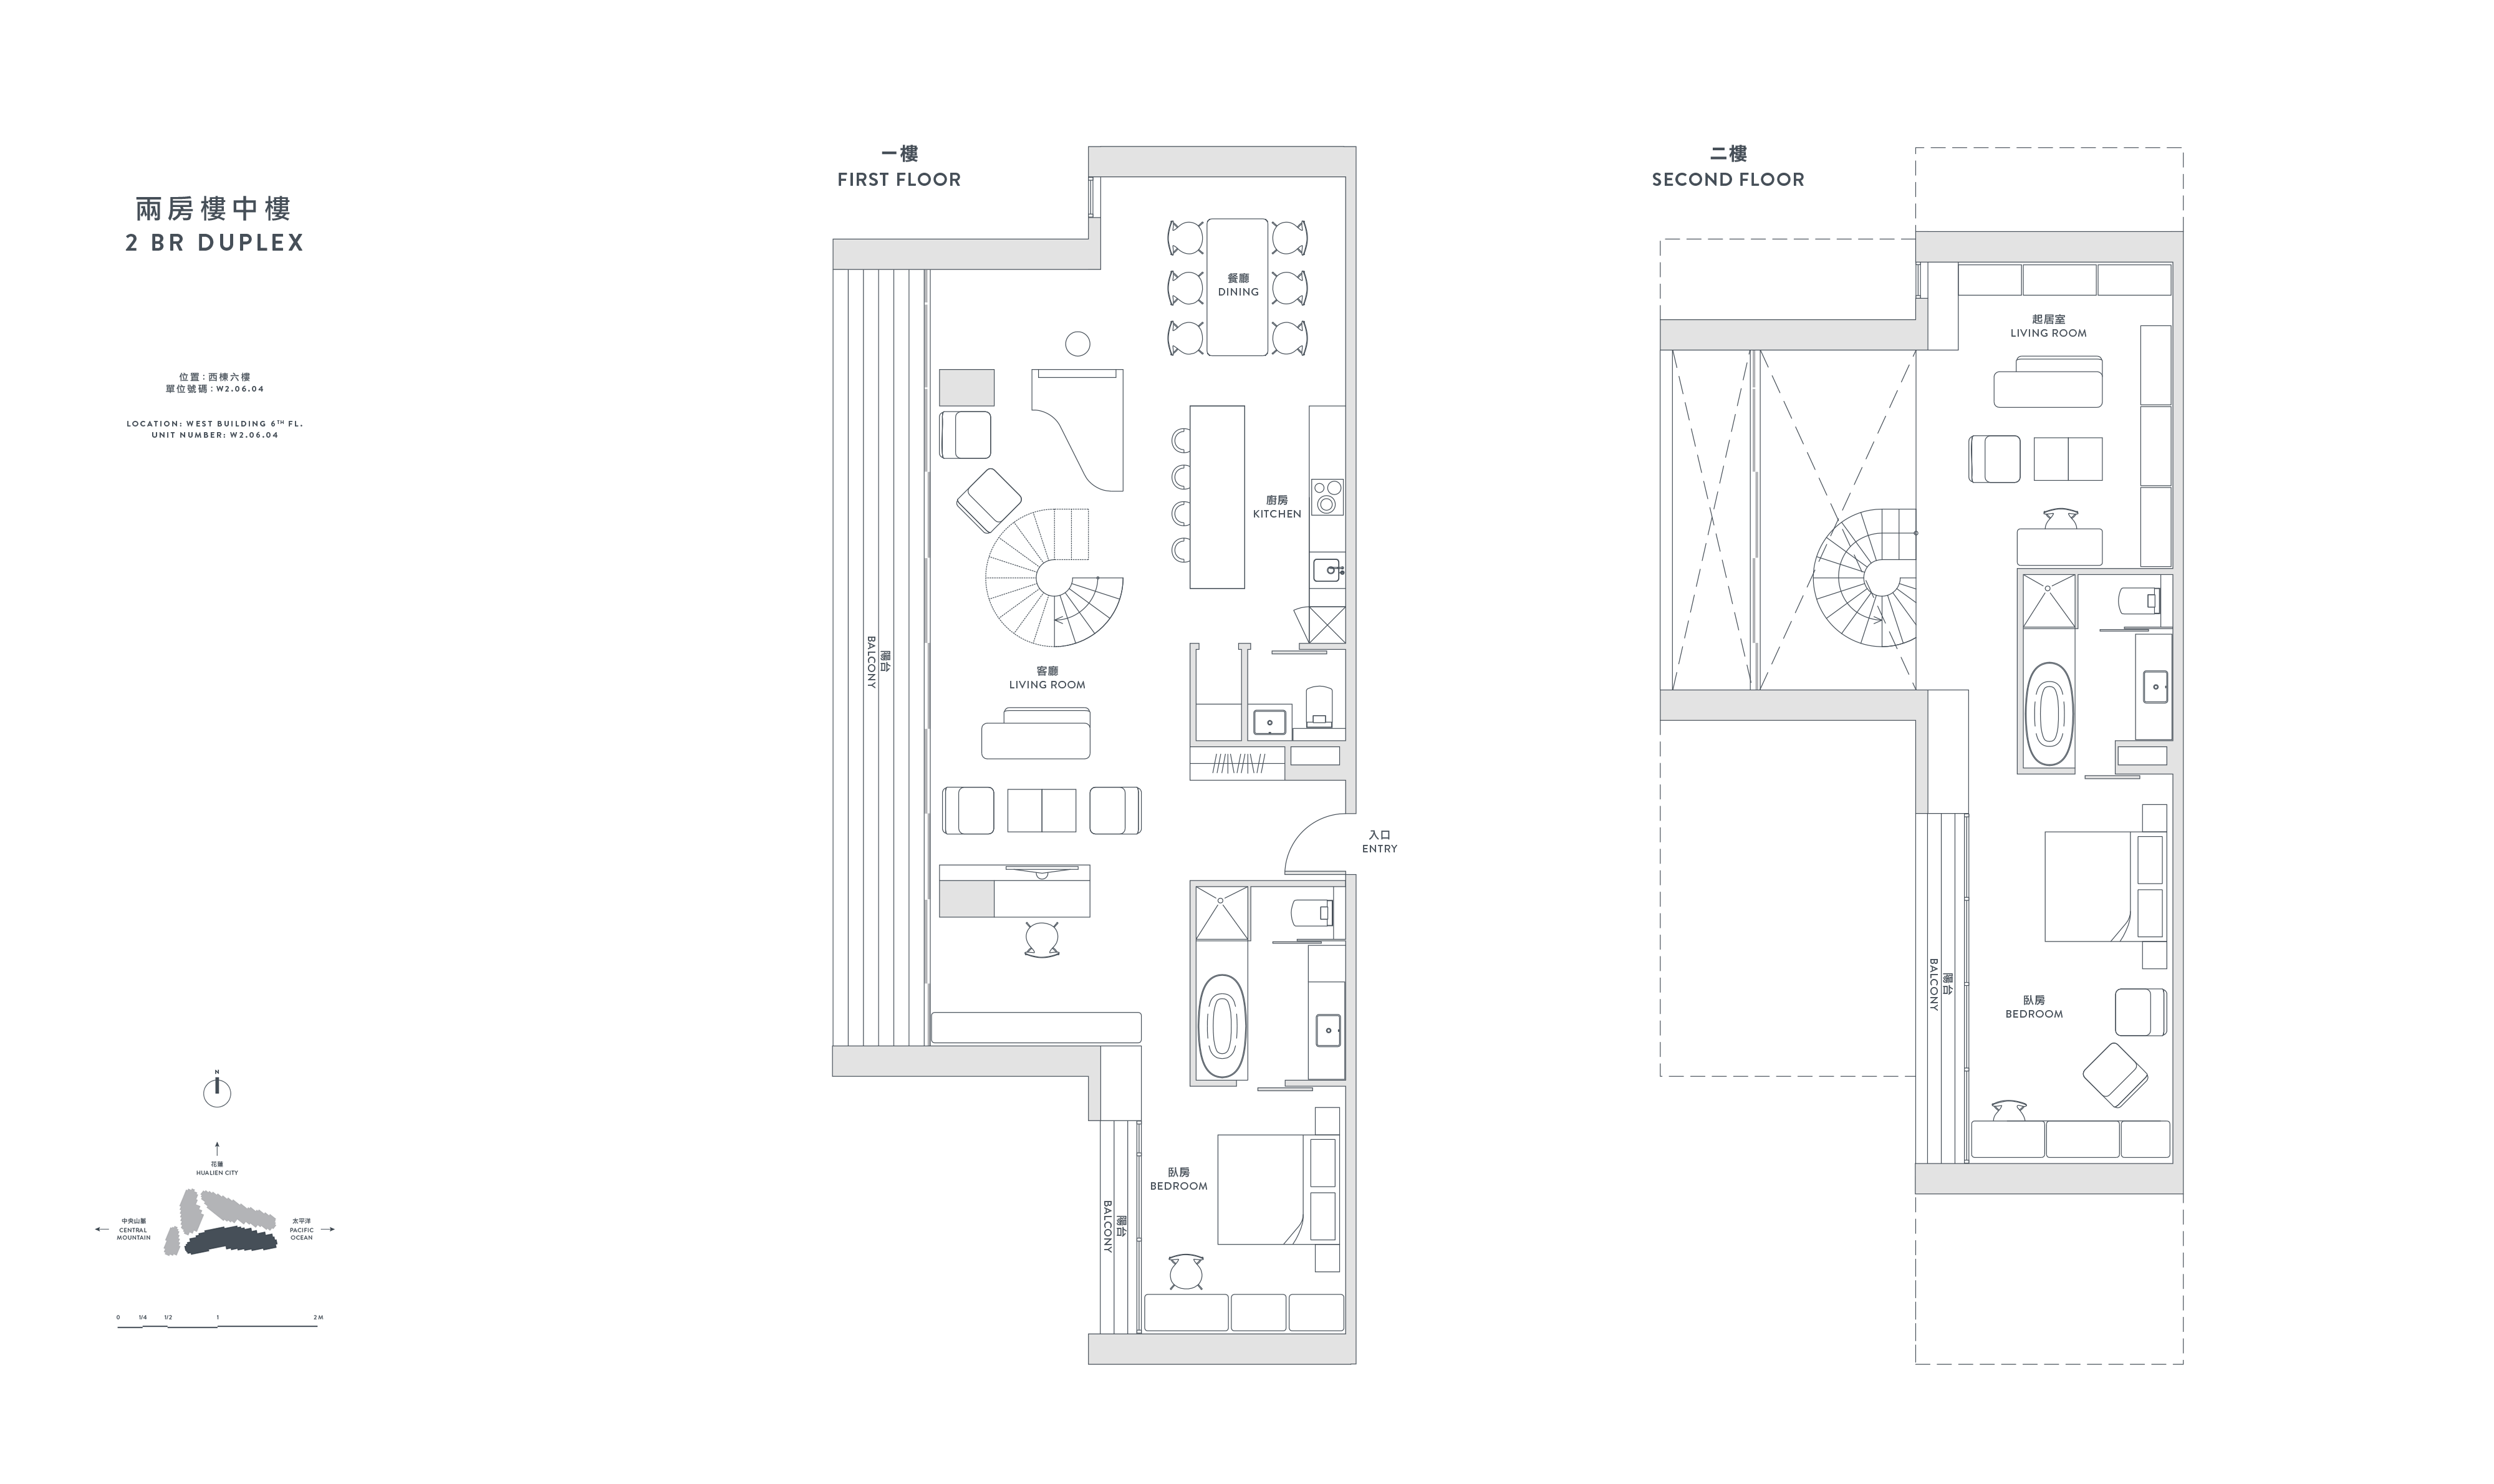 兩房樓中樓
2 BR DUPLEX
位置：西棟六樓
單位號碼：W2.06.04
LOCATION: WEST BUILDING 6TH FL.
UNIT NUMBER: W2.06.04
N
花蓮
HUALIEN CITY
中央山脈
CENTRAL
MOUNTAIN
太平洋
PACIFIC
OCEAN
0 1/4 1/2 1 2 M
一樓
FIRST FLOOR
餐廳
DINING
廚房
KITCHEN
陽台
BALCONY
客廳
LIVING ROOM
入口
ENTRY
臥房
BEDROOM
陽台
BALCONY
二樓
SECOND FLOOR
起居室
LIVING ROOM
陽台
BALCONY
臥房
BEDROOM